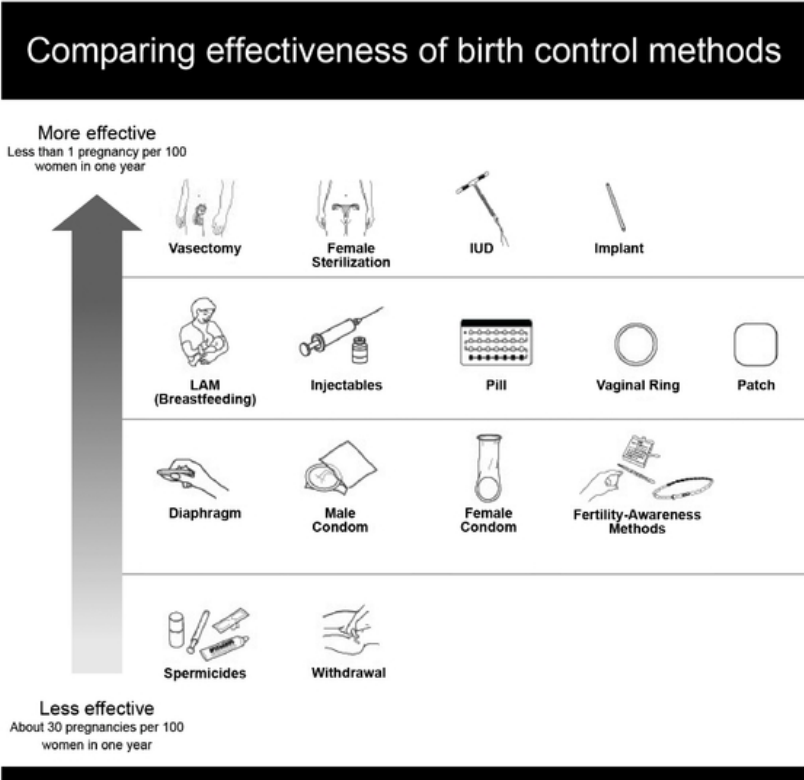 Comparing effectiveness of birth control methods
More effective
Less than 1 pregnancy per 100
women in one year
Vasectomy
Female
Sterilization
IUD
Implant
LAM
(Breastfeeding)
Injectables
Pill
Vaginal Ring
Patch
Diaphragm
Male
Condom
Female
Condom
Fertility-Awareness
Methods
Spermicides
Withdrawal
Less effective
About 30 pregnancies per 100
women in one year